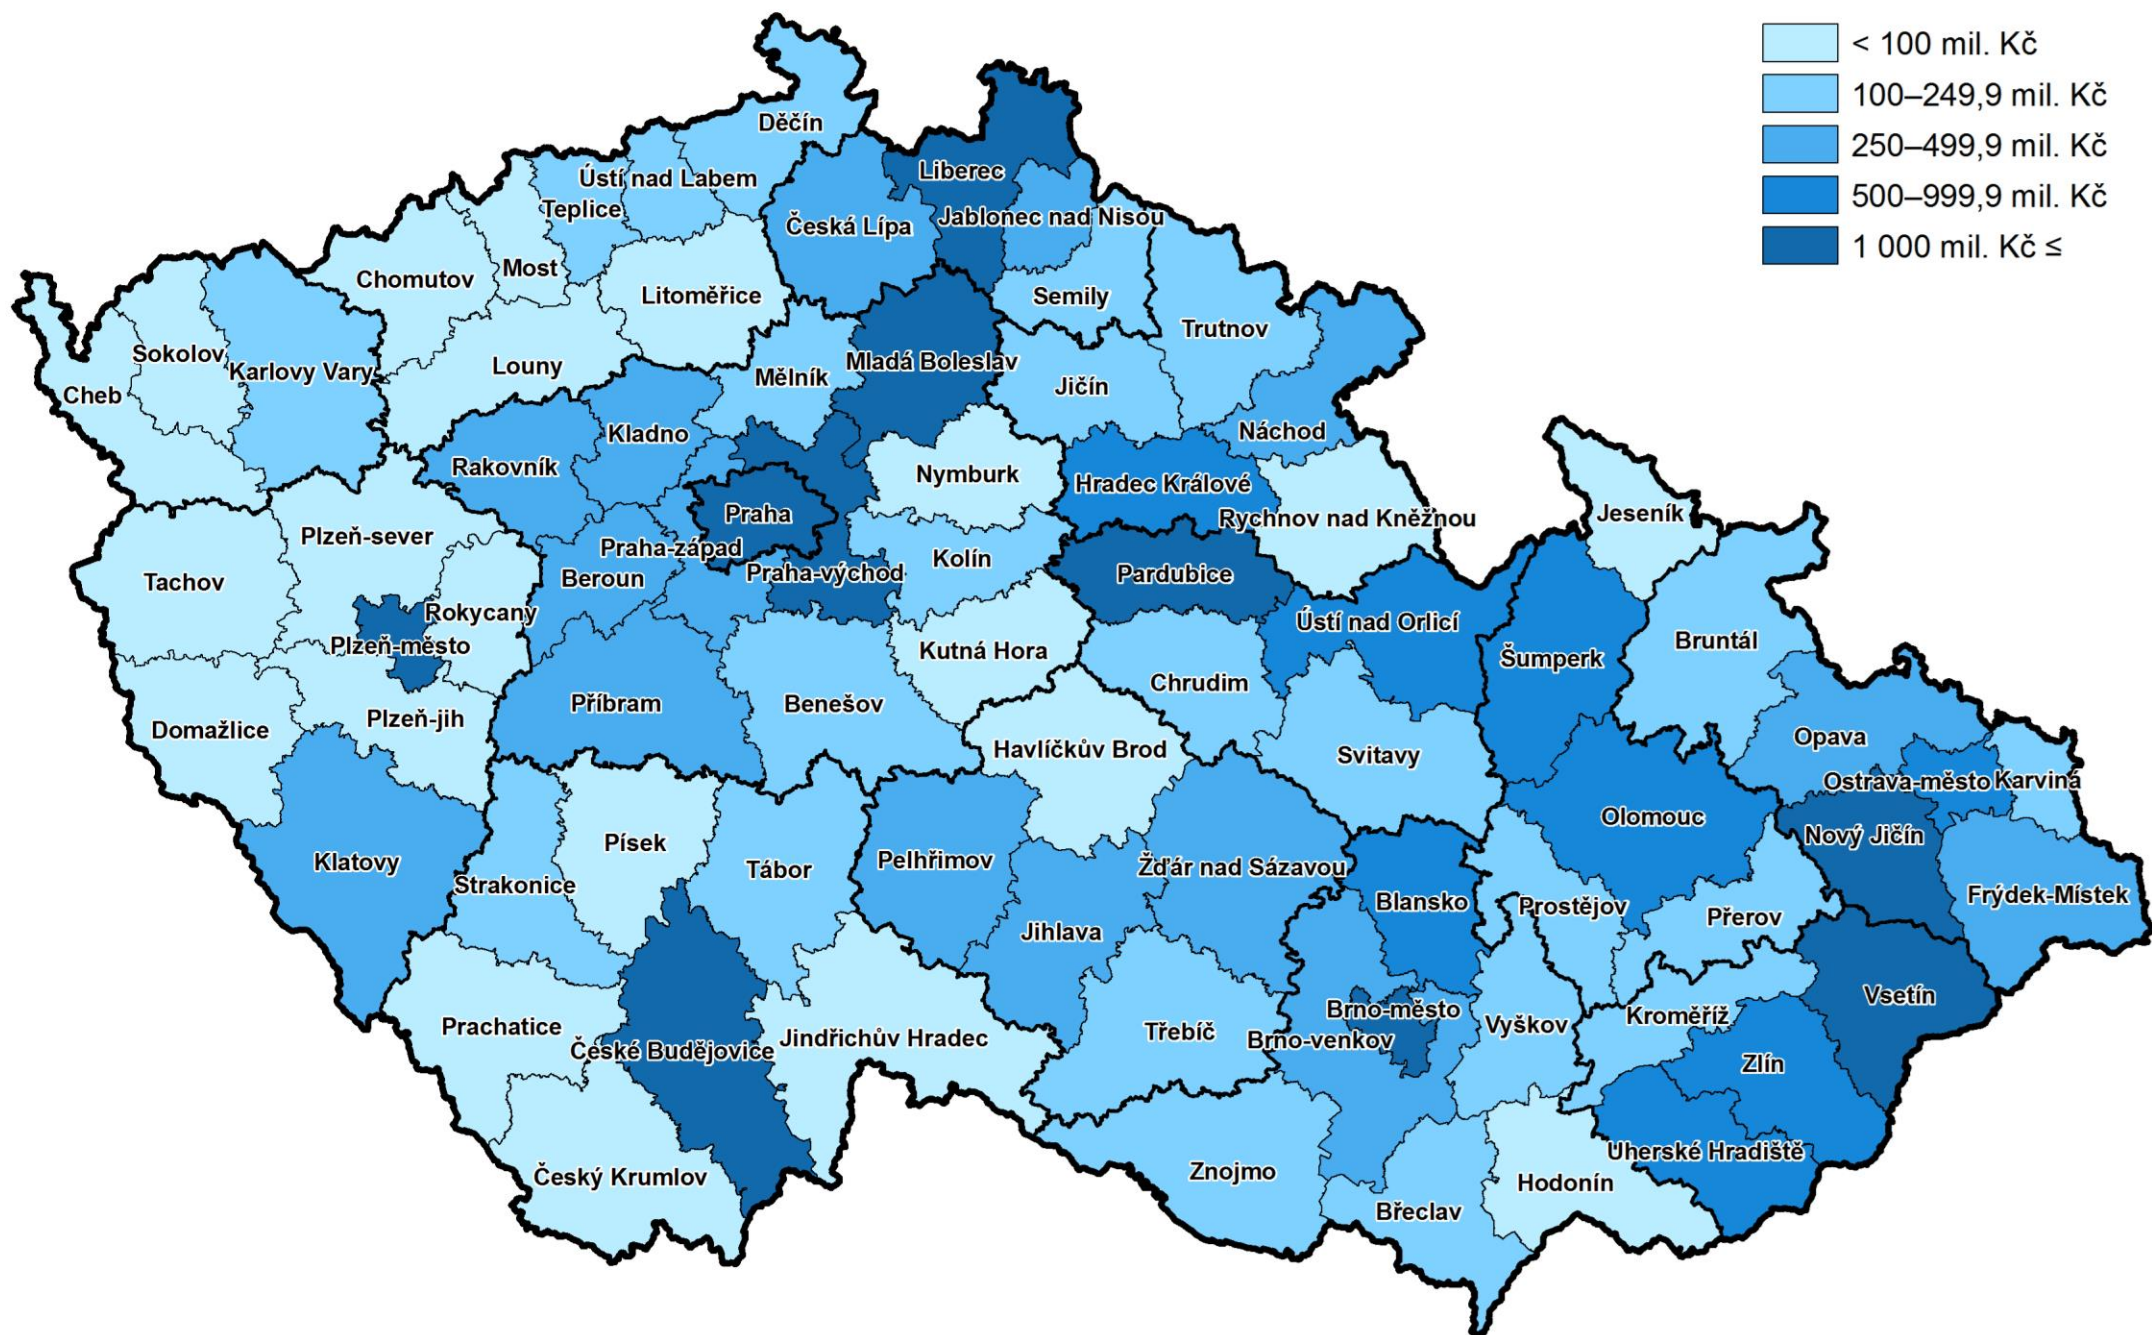 < 100 mil. Kč
100–249,9 mil. Kč
250–499,9 mil. Kč
500–999,9 mil. Kč
1 000 mil. Kč ≤
Děčín
Liberec
Ústí nad Labem
Teplice
Jablonec nad Nisou
Česká Lípa
Most
Chomutov
Litoměřice
Semily
Trutnov
Sokolov
Louny
Mladá Boleslav
Karlovy Vary
Mělník
Jičín
Cheb
Kladno
Náchod
Rakovník
Nymburk
Hradec Králové
Praha
Rychnov nad Kněžnou
Jeseník
Plzeň-sever
Praha-západ
Kolín
Tachov
Beroun
Praha-východ
Pardubice
Rokycany
Ústí nad Orlicí
Plzeň-město
Kutná Hora
Šumperk
Bruntál
Chrudim
Příbram
Benešov
Plzeň-jih
Domažlice
Havlíčkův Brod
Svitavy
Opava
Ostrava-město
Karviná
Olomouc
Nový Jičín
Písek
Klatovy
Tábor
Pelhřimov
Žďár nad Sázavou
Strakonice
Blansko
Prostějov
Přerov
Frýdek-Místek
Jihlava
Vsetín
Brno-město
Kroměříž
Prachatice
Jindřichův Hradec
Třebíč
Vyškov
České Budějovice
Brno-venkov
Zlín
Uherské Hradiště
Český Krumlov
Znojmo
Hodonín
Břeclav